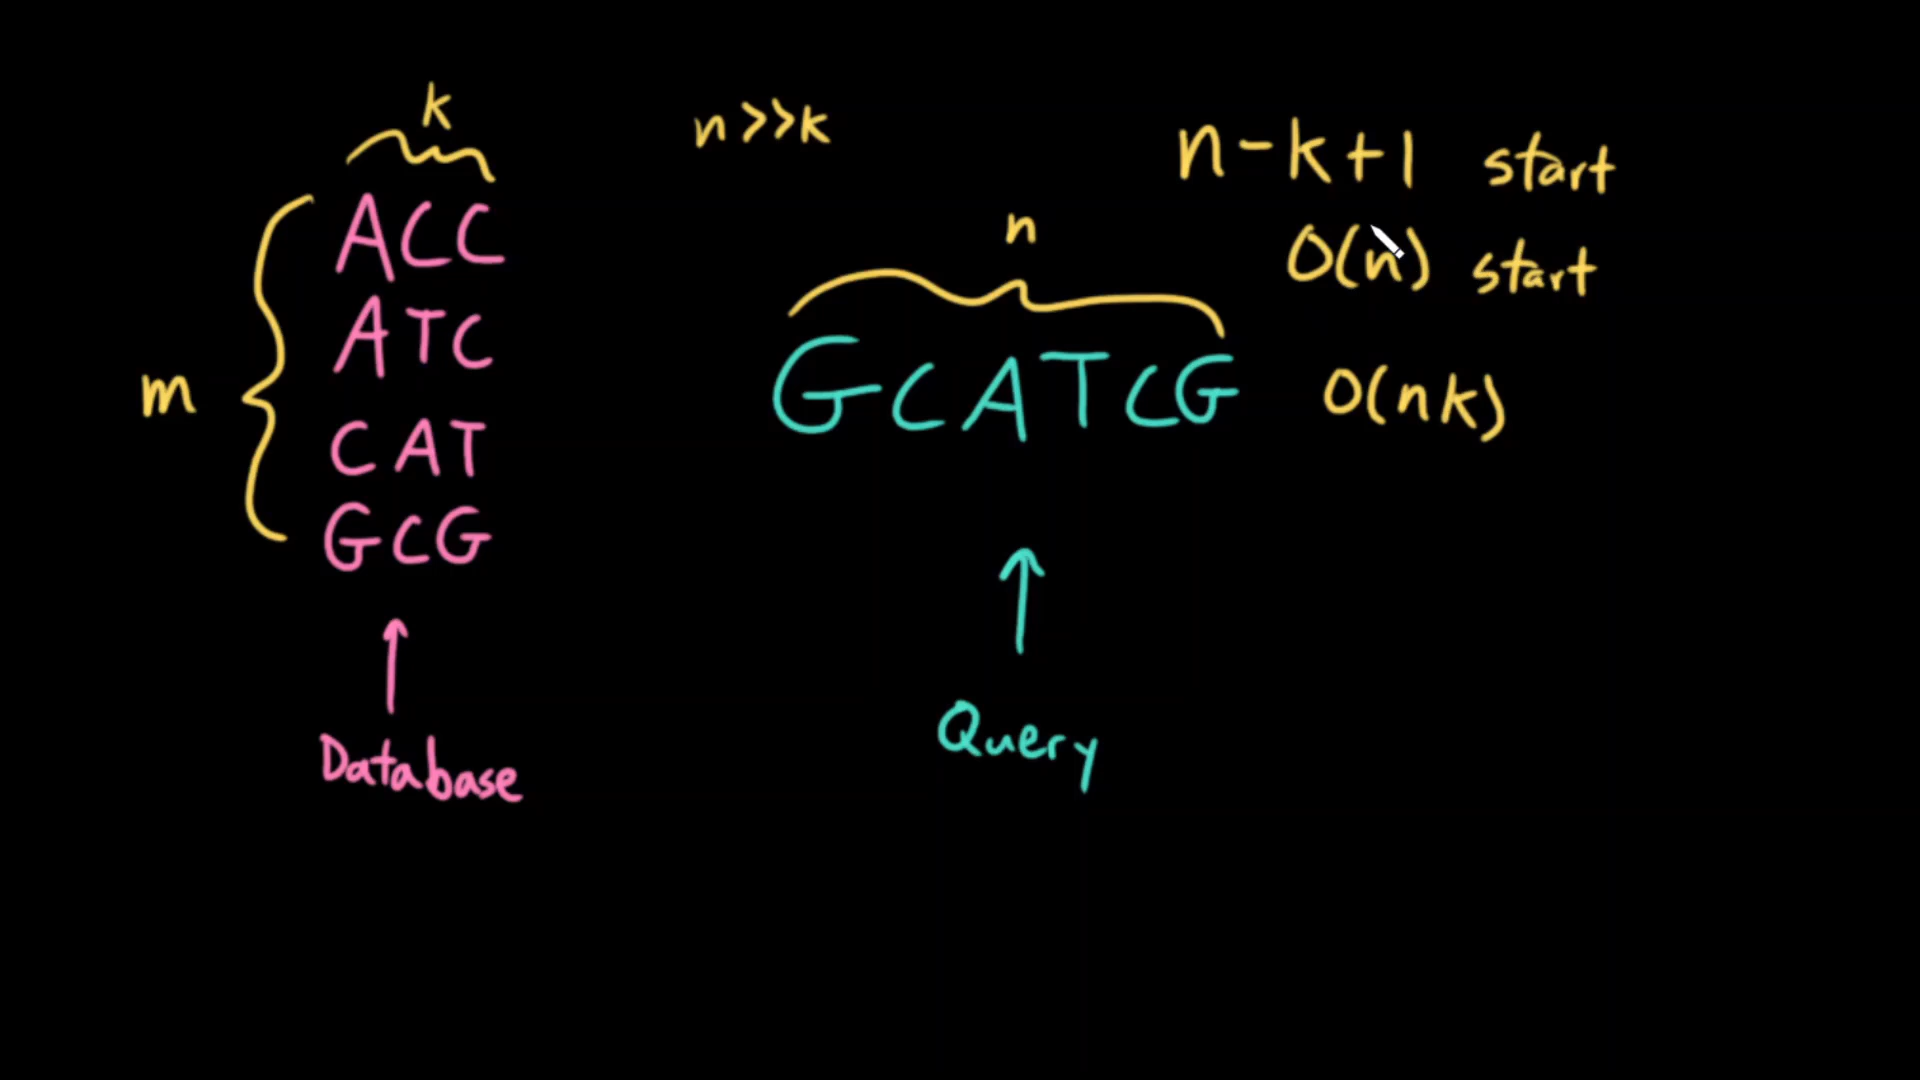 k
n>>k
n-k+1 start
O(n) start
n
m
ACC
ATC
CAT
GCG
GCATCG
O(nk)
Database
Query